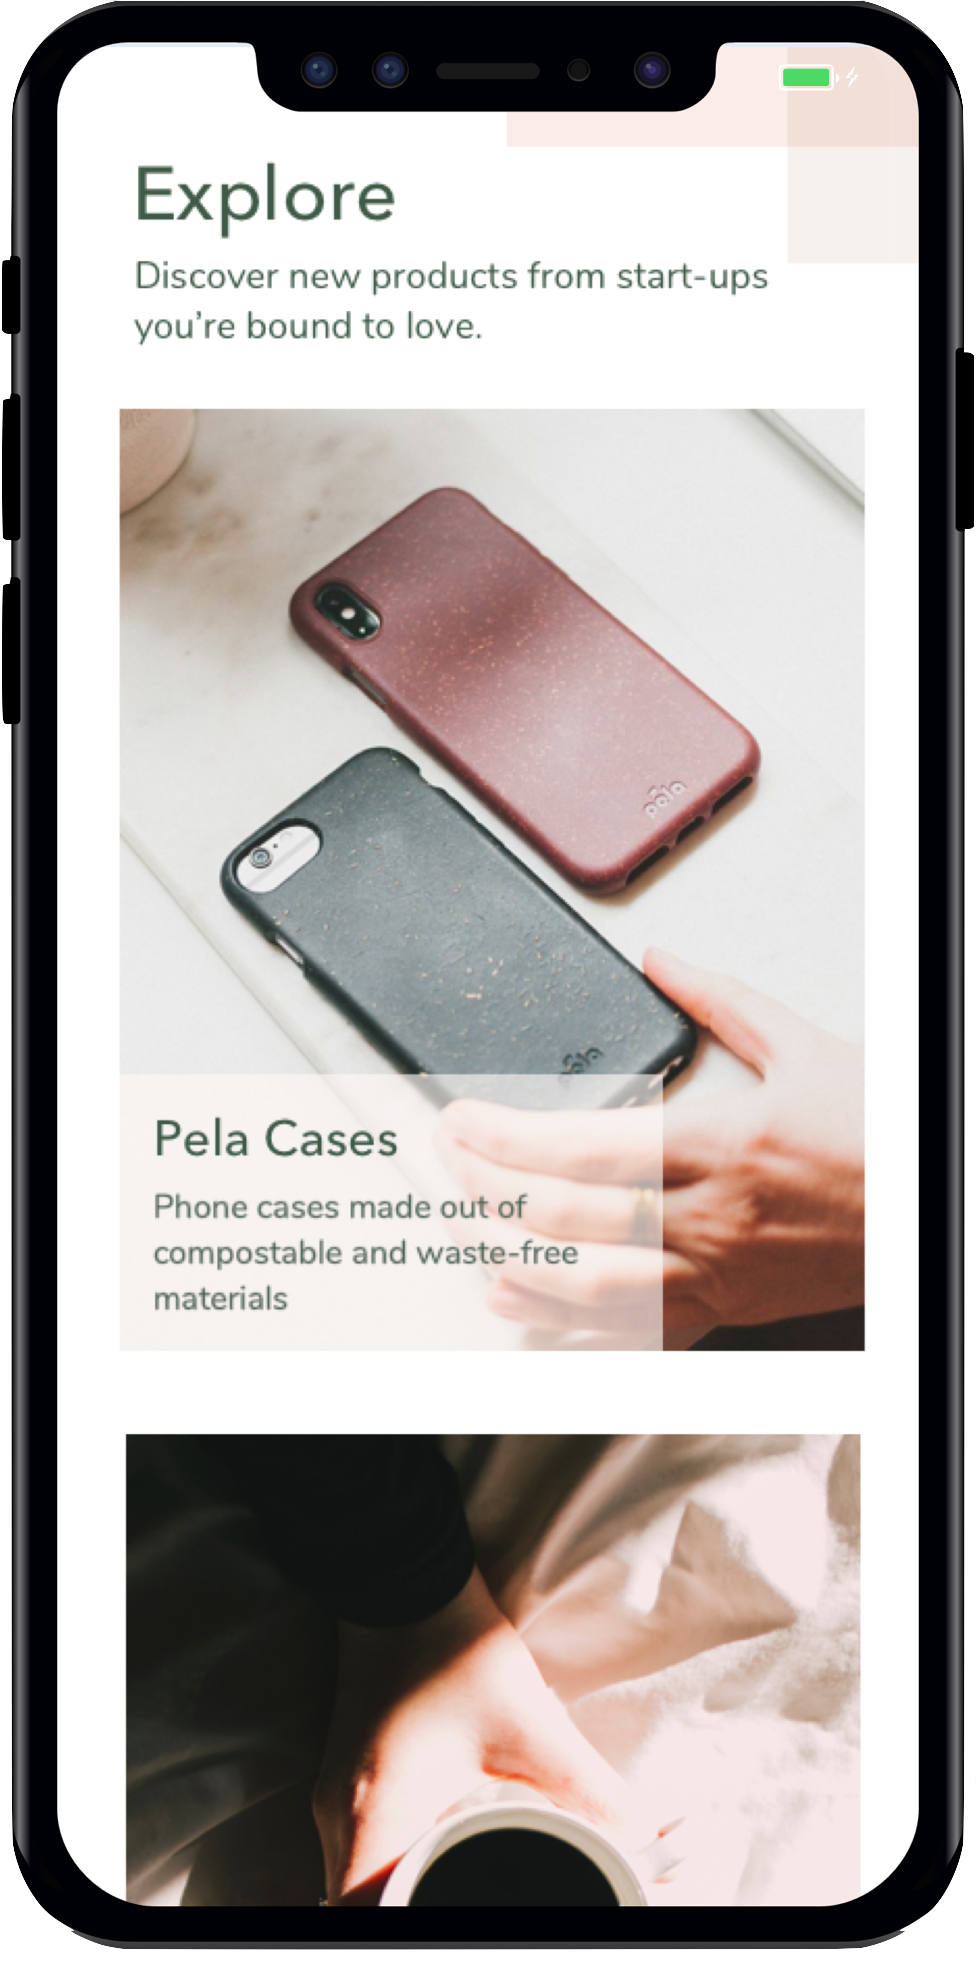 Explore
Discover new products from start-ups
you're bound to love.
pela
pela
Pela Cases
Phone cases made out of
compostable and waste-free
materials